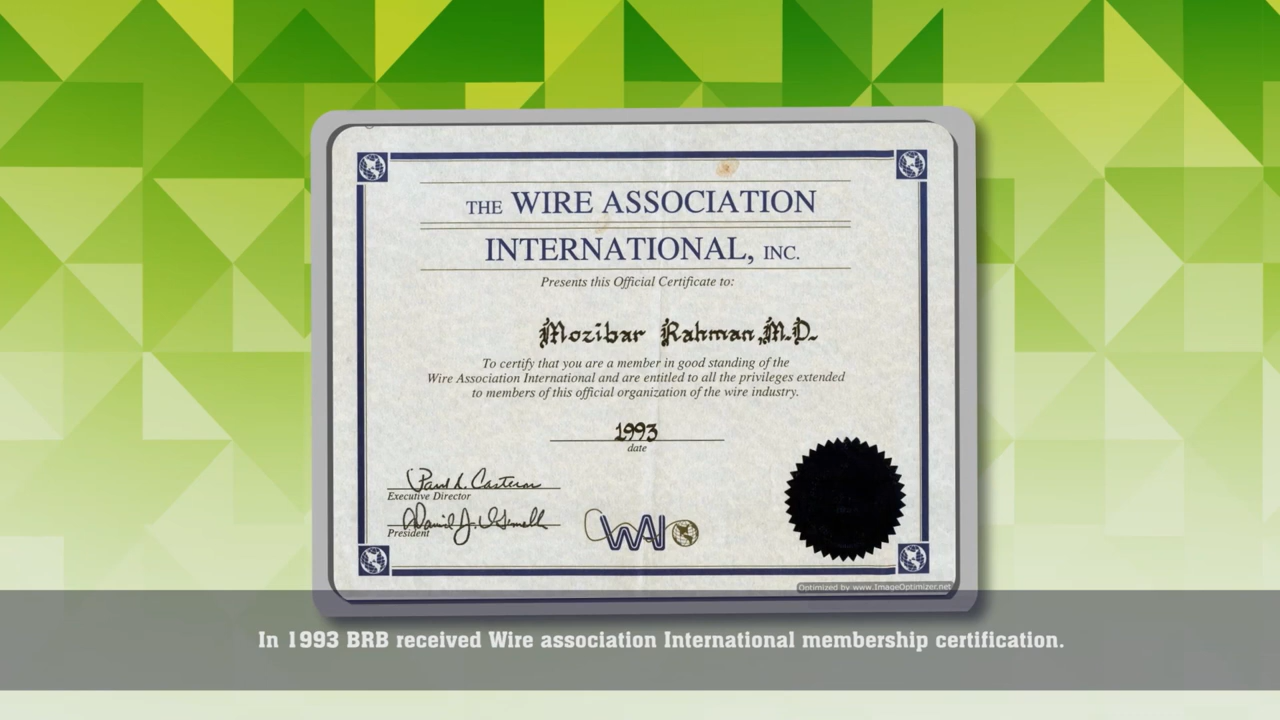 THE WIRE ASSOCIATION
INTERNATIONAL, INC.
Presents this Official Certificate to:
Mozibar Rahman, M.D.
To certify that you are a member in good standing of the
Wire Association International and are entitled to all the privileges extended
to members of this official organization of the wire industry.
1993
date
Executive Director
President
WAI
Optimized by www.ImageOptimizer.net
In 1993 BRB received Wire association International membership certification.